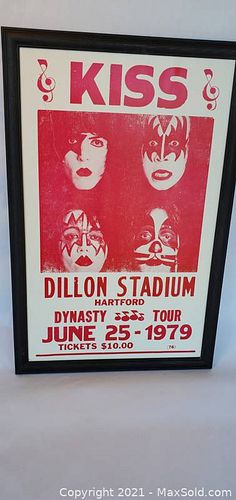 KISS
DILLON STADIUM
HARTFORD
DYNASTY TOUR
JUNE 25 - 1979
TICKETS $10.00
Copyright © 2021 - MaxSold.com